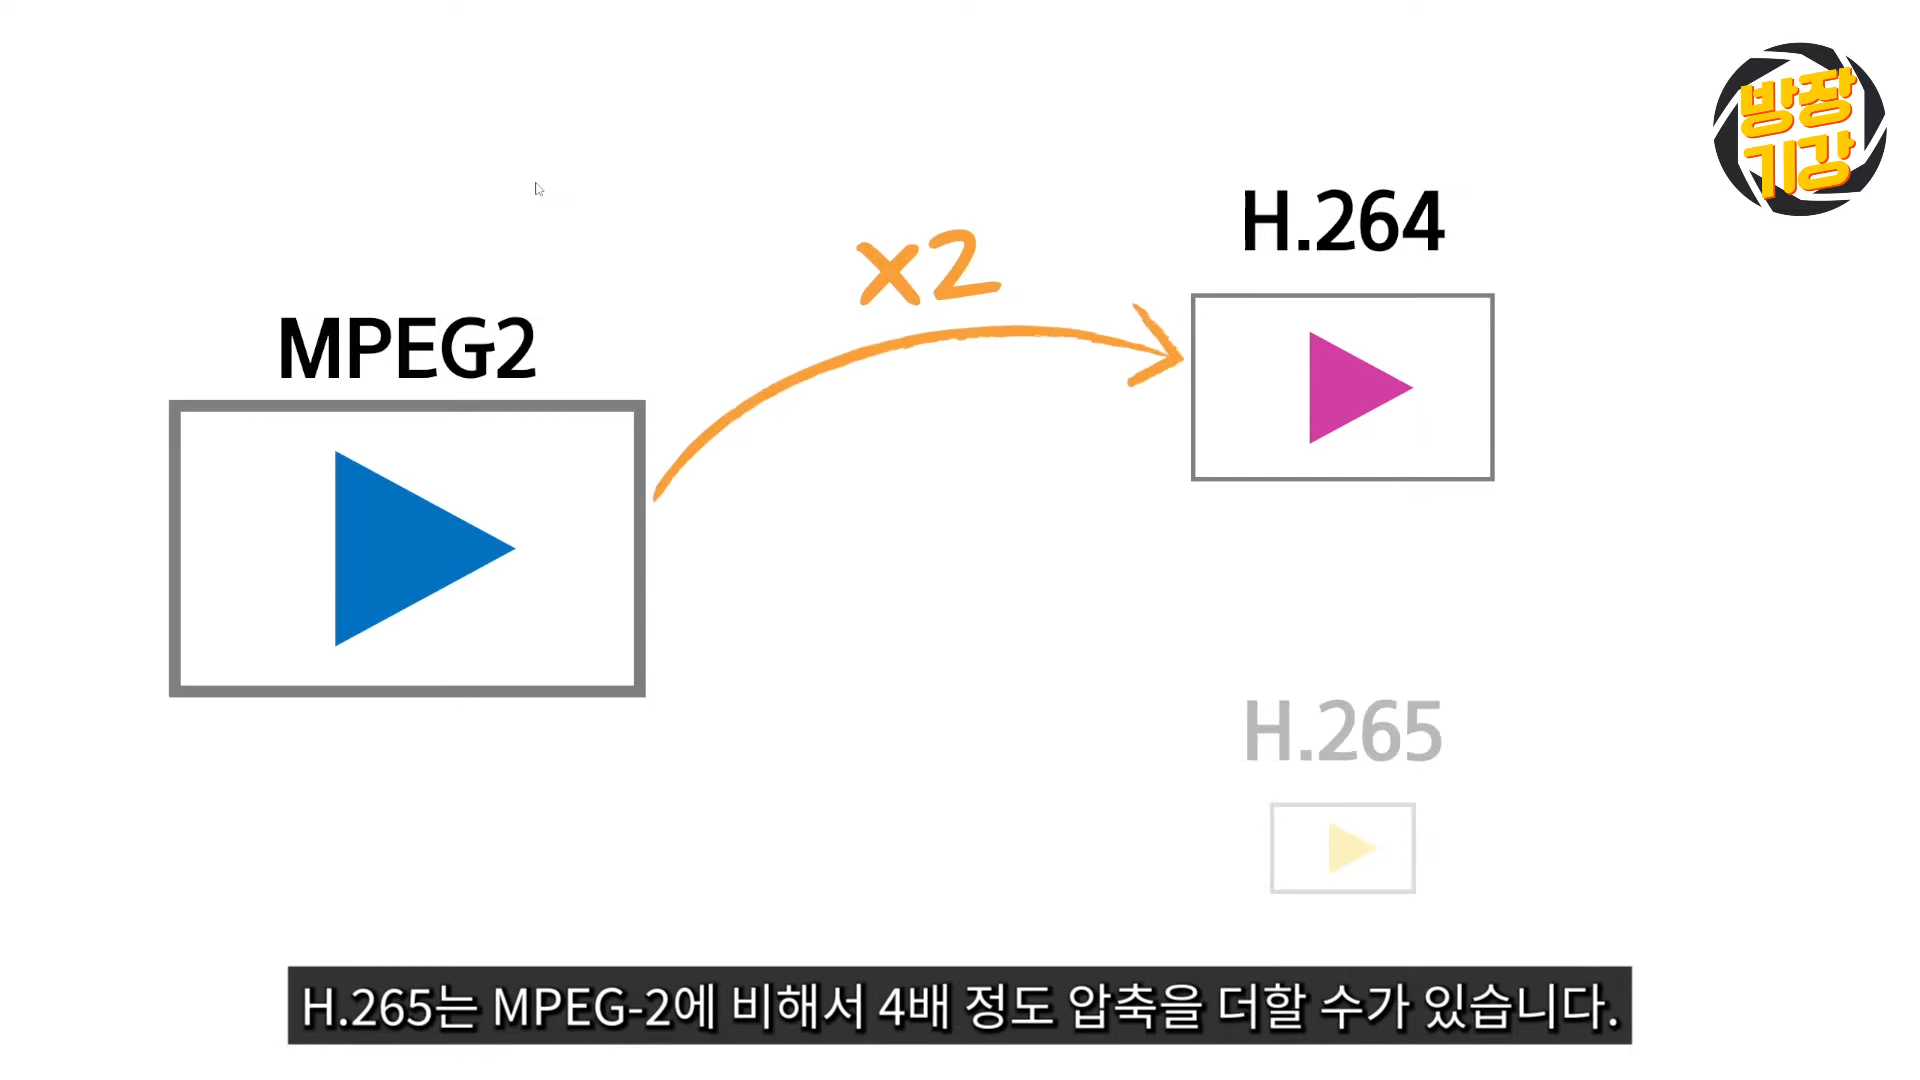 방장
기강
H.264
x2
MPEG2
H.265
H.265는 MPEG-2에 비해서 4배 정도 압축을 더할 수가 있습니다.